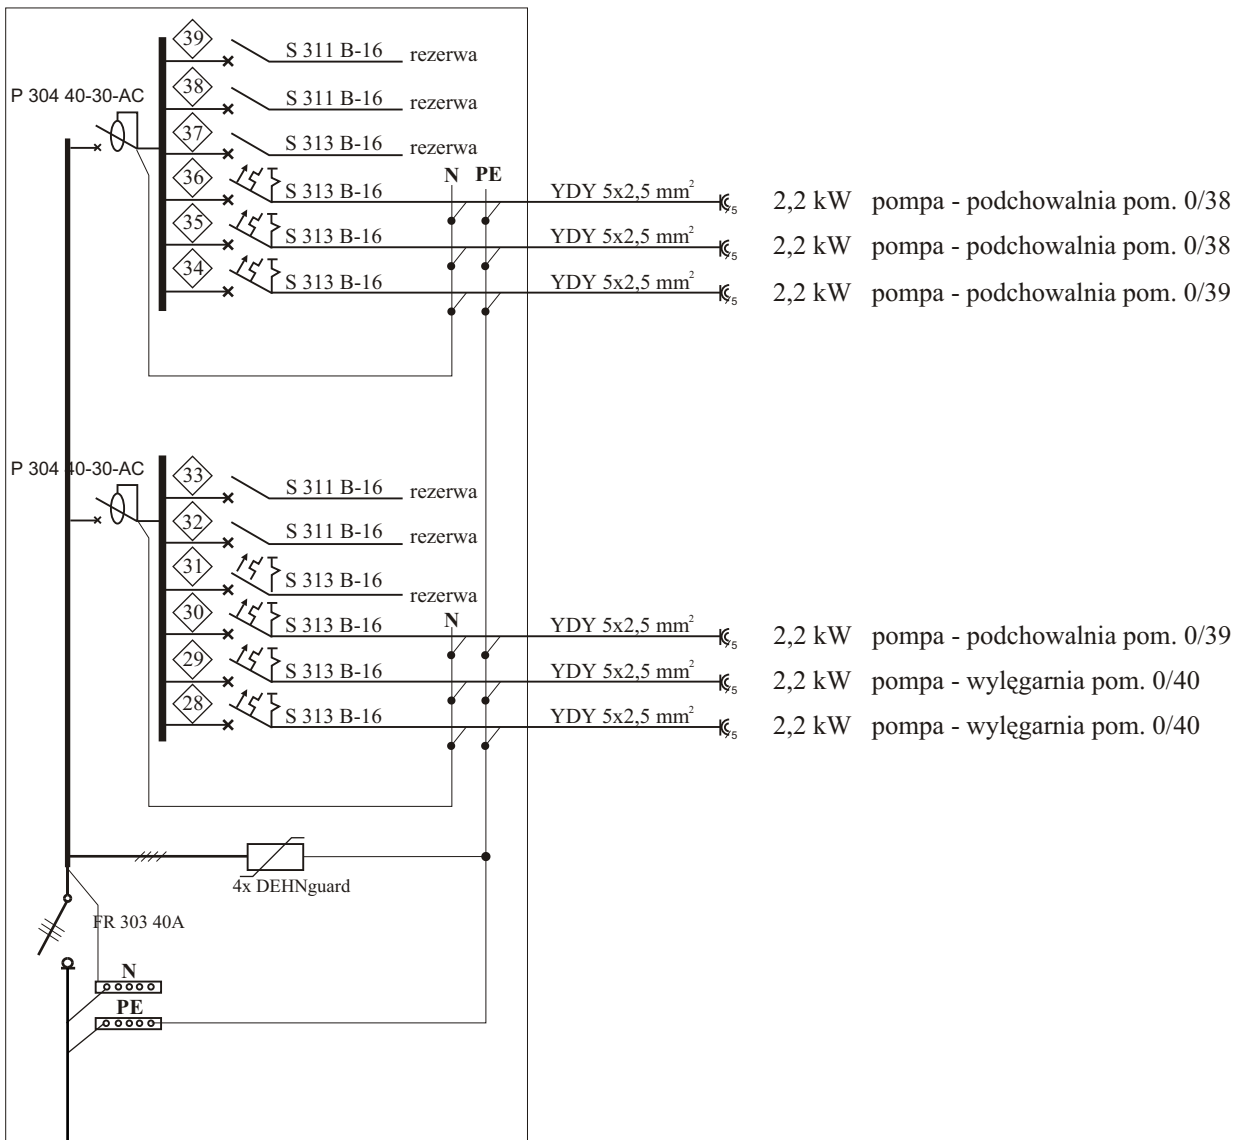 39 S 311 B-16 rezerwa
P 304 40-30-AC
38 S 311 B-16 rezerwa
37 S 313 B-16 rezerwa
N PE
36 S 313 B-16 YDY 5x2,5 mm² 5 2,2 kW pompa - podchowalnia pom. 0/38
35 S 313 B-16 YDY 5x2,5 mm² 5 2,2 kW pompa - podchowalnia pom. 0/38
34 S 313 B-16 YDY 5x2,5 mm² 5 2,2 kW pompa - podchowalnia pom. 0/39
P 304 40-30-AC
33 S 311 B-16 rezerwa
32 S 311 B-16 rezerwa
31 S 313 B-16 rezerwa
N
30 S 313 B-16 YDY 5x2,5 mm² 5 2,2 kW pompa - podchowalnia pom. 0/39
29 S 313 B-16 YDY 5x2,5 mm² 5 2,2 kW pompa - wylęgarnia pom. 0/40
28 S 313 B-16 YDY 5x2,5 mm² 5 2,2 kW pompa - wylęgarnia pom. 0/40
4x DEHNguard
FR 303 40A
N
PE